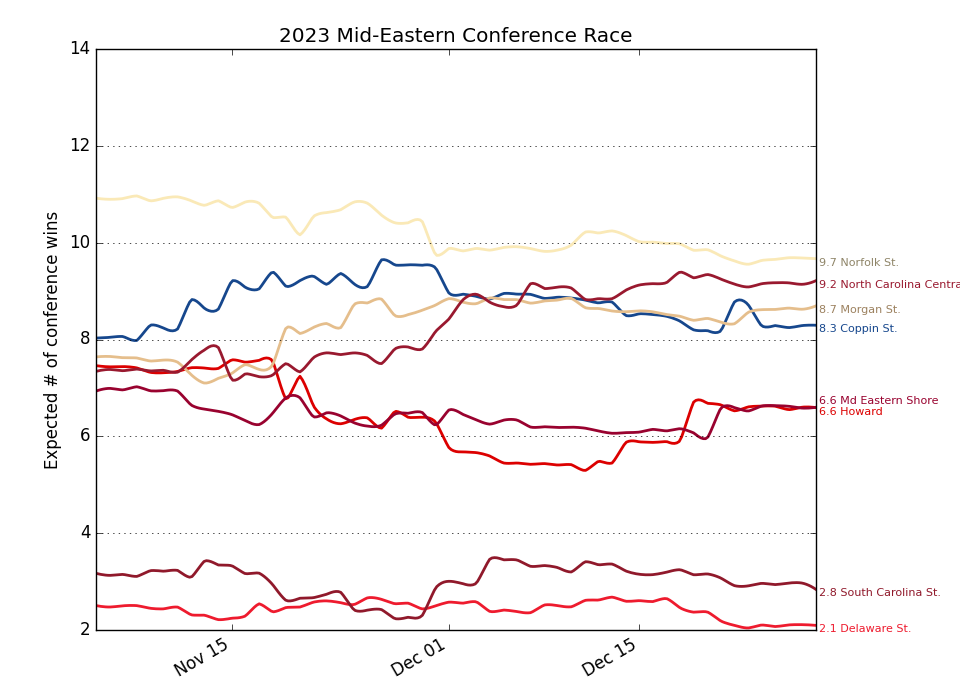 2023 Mid-Eastern Conference Race
Expected # of conference wins
14
12
10
8
6
4
2
Nov 15
Dec 01
Dec 15
9.7 Norfolk St.
9.2 North Carolina Centra
8.7 Morgan St.
8.3 Coppin St.
6.6 Md Eastern Shore
6.6 Howard
2.8 South Carolina St.
2.1 Delaware St.